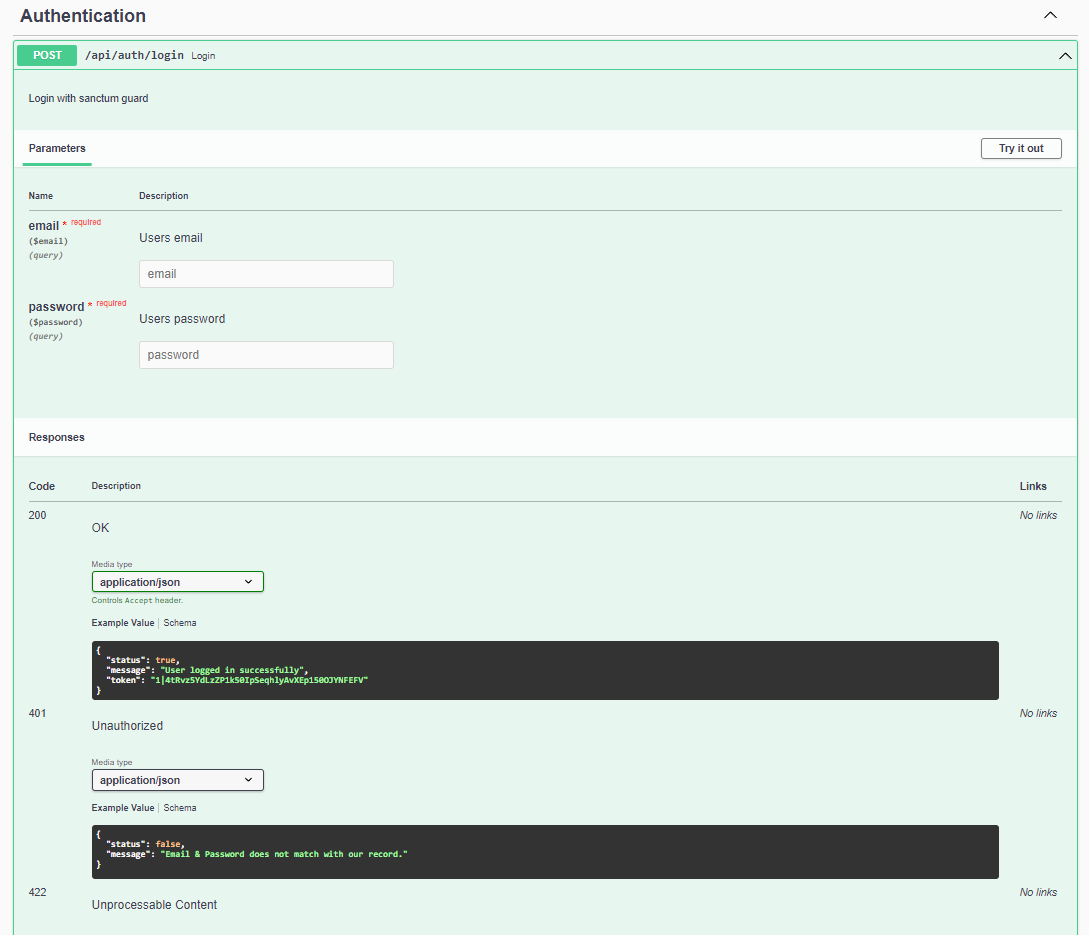 Authentication
POST /api/auth/login Login
Login with sanctum guard
Parameters Try it out
Name Description
email * required
($email)
(query)
Users email
email
password * required
($password)
(query)
Users password
password
Responses
Code Description Links
200 No links
OK
Media type
application/json
Controls Accept header.
Example Value | Schema
{
"status": true,
"message": "User logged in successfully",
"token": "1|4tRvz5YdLzZP1k50IpSeqhlyAvXEp150OJYNFEFV"
}
401 No links
Unauthorized
Media type
application/json
Example Value | Schema
{
"status": false,
"message": "Email & Password does not match with our record."
}
422 No links
Unprocessable Content